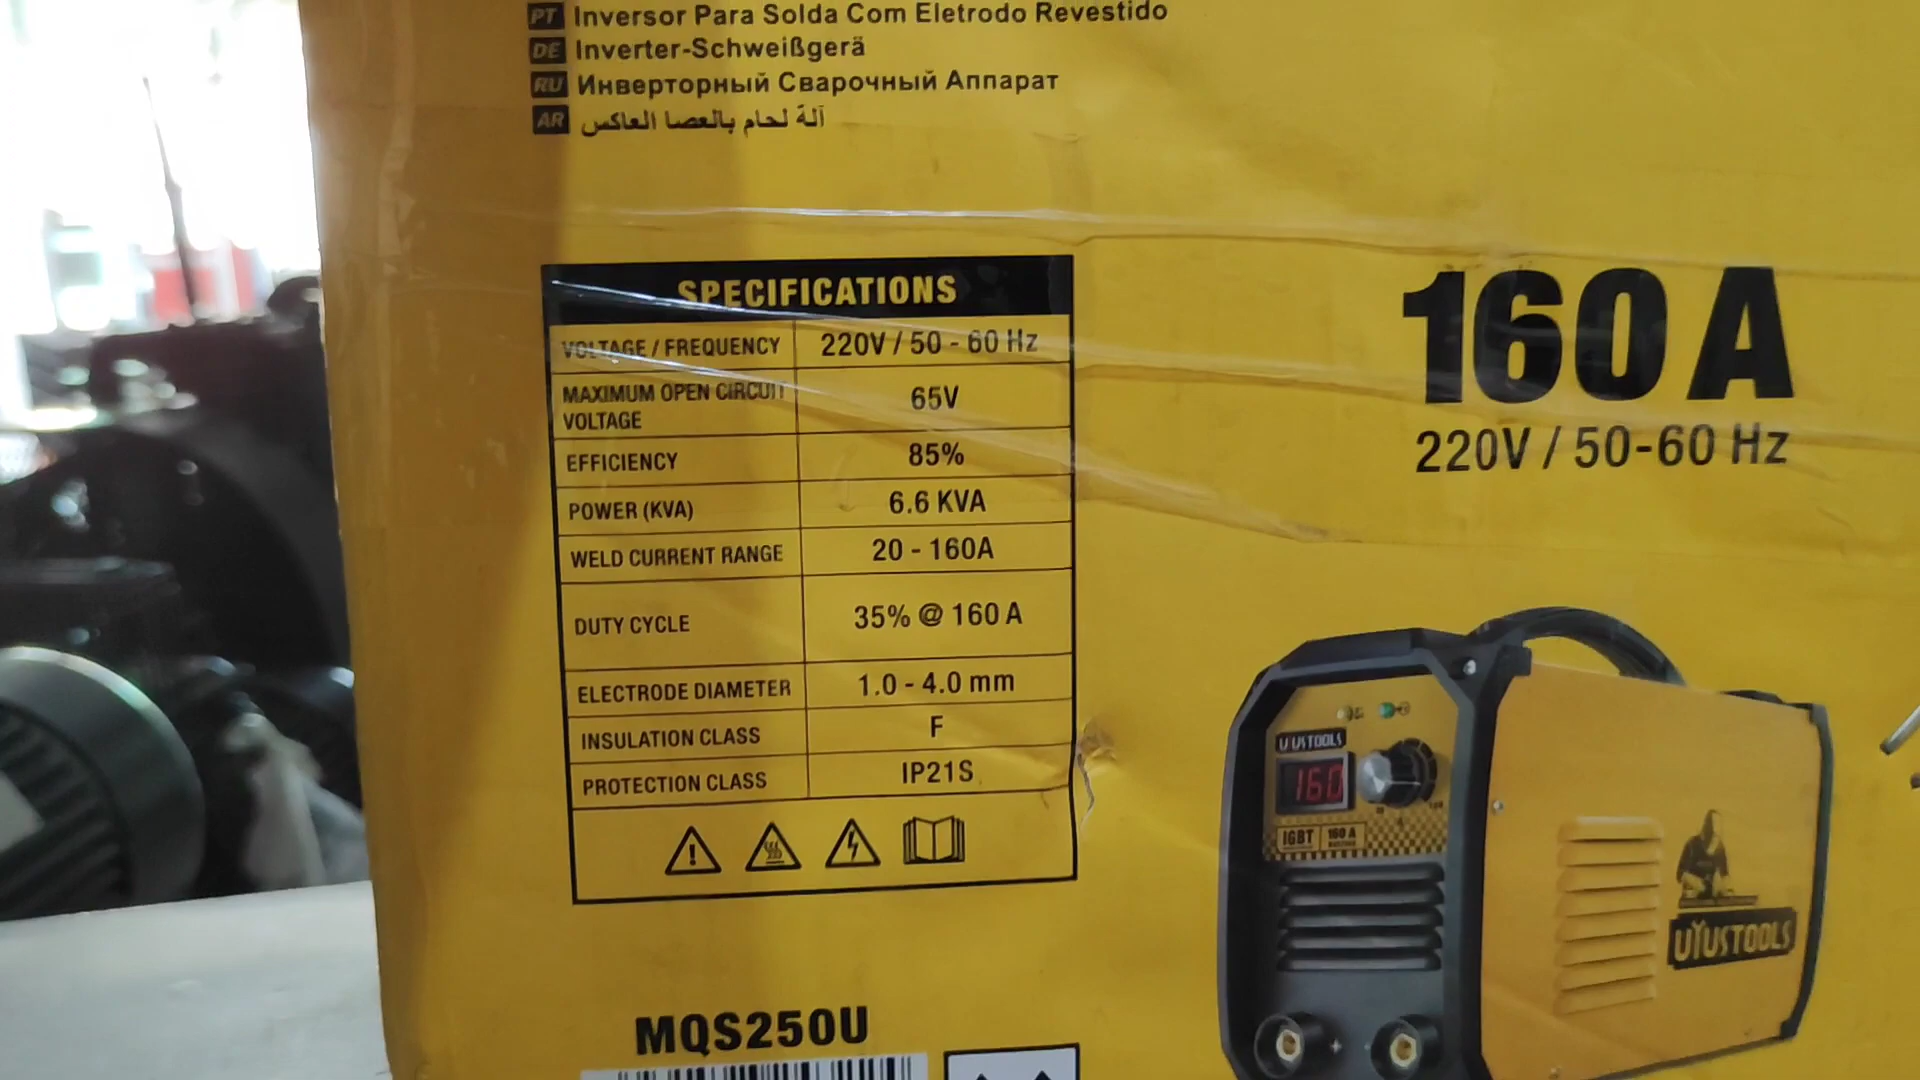 PT Inversor Para Solda Com Eletrodo Revestido
DE Inverter-Schweißgerä
RU Инверторный Сварочный Аппарат
AR آلة لحام بالعصا العاكس
SPECIFICATIONS
VOLTAGE / FREQUENCY 220V / 50 - 60 Hz
MAXIMUM OPEN CIRCUIT VOLTAGE 65V
EFFICIENCY 85%
POWER (KVA) 6.6 KVA
WELD CURRENT RANGE 20 - 160A
DUTY CYCLE 35% @ 160 A
ELECTRODE DIAMETER 1.0 - 4.0 mm
INSULATION CLASS F
PROTECTION CLASS IP21S
MQS250U
160 A
220V / 50-60 Hz
UYUSTOOLS
160
IGBT 160 A
UYUSTOOLS